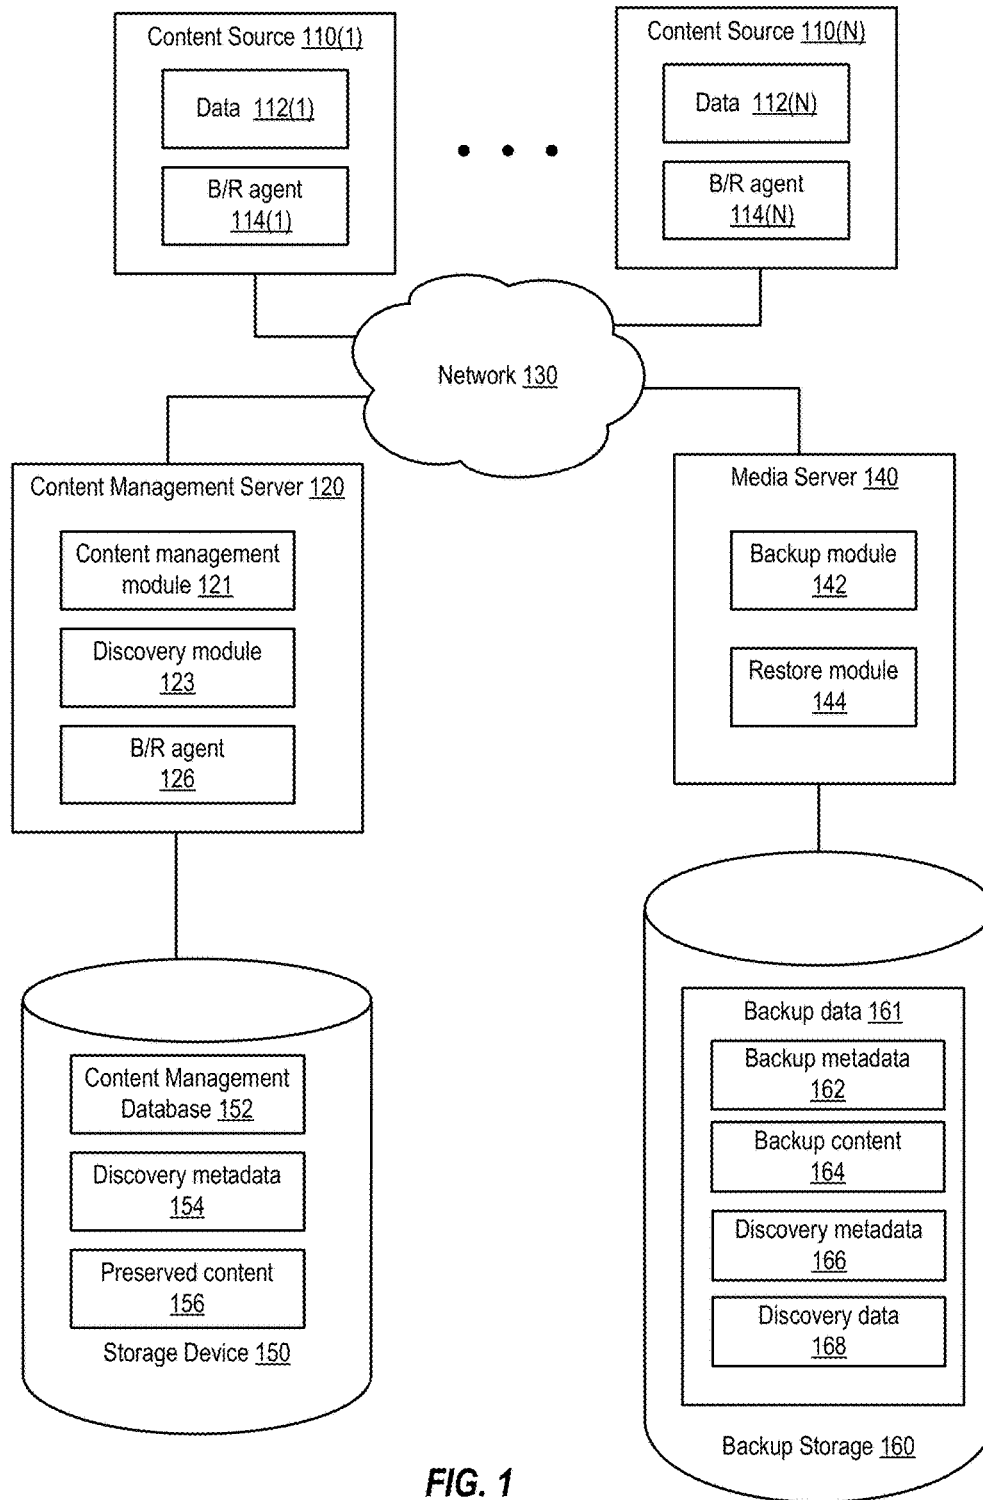 Content Source 110(1)
Data 112(1)
B/R agent
114(1)
Content Source 110(N)
Data 112(N)
B/R agent
114(N)
Network 130
Content Management Server 120
Content management
module 121
Discovery module
123
B/R agent
126
Media Server 140
Backup module
142
Restore module
144
Content Management
Database 152
Discovery metadata
154
Preserved content
156
Storage Device 150
Backup data 161
Backup metadata
162
Backup content
164
Discovery metadata
166
Discovery data
168
Backup Storage 160
FIG. 1